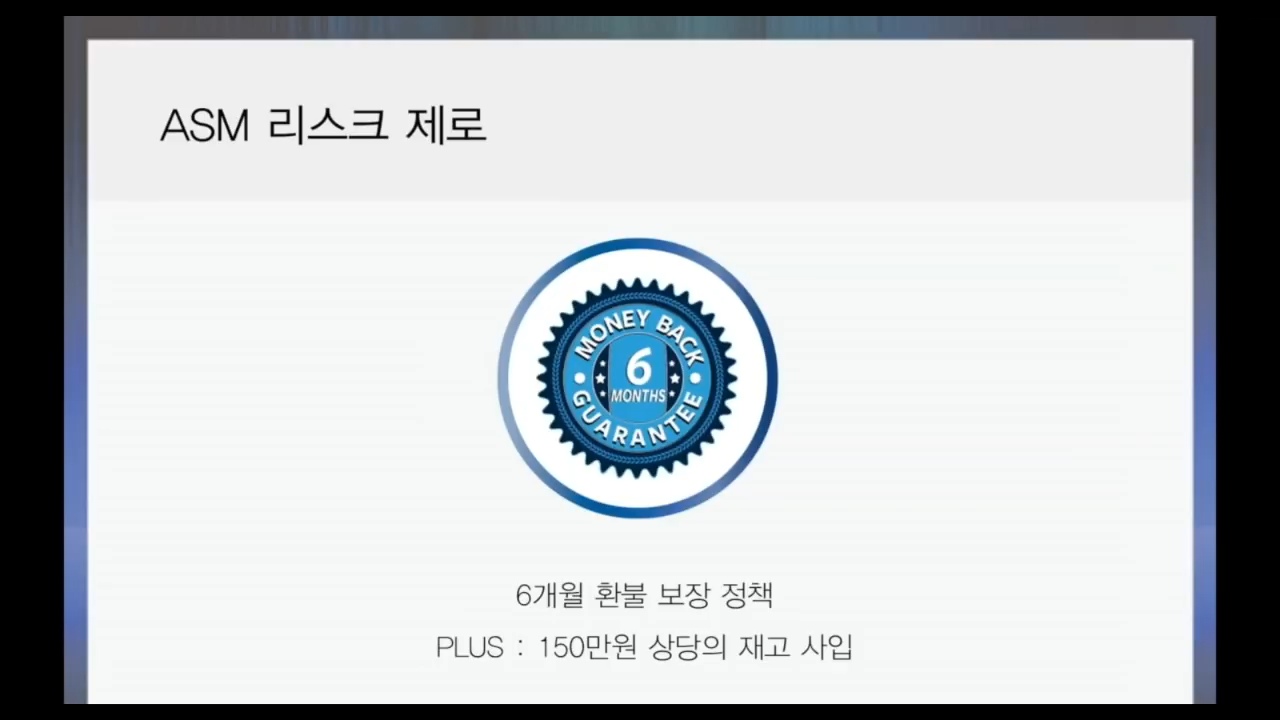 ASM 리스크 제로
MONEY BACK
6
MONTHS
GUARANTEE
6개월 환불 보장 정책
PLUS : 150만원 상당의 재고 사입